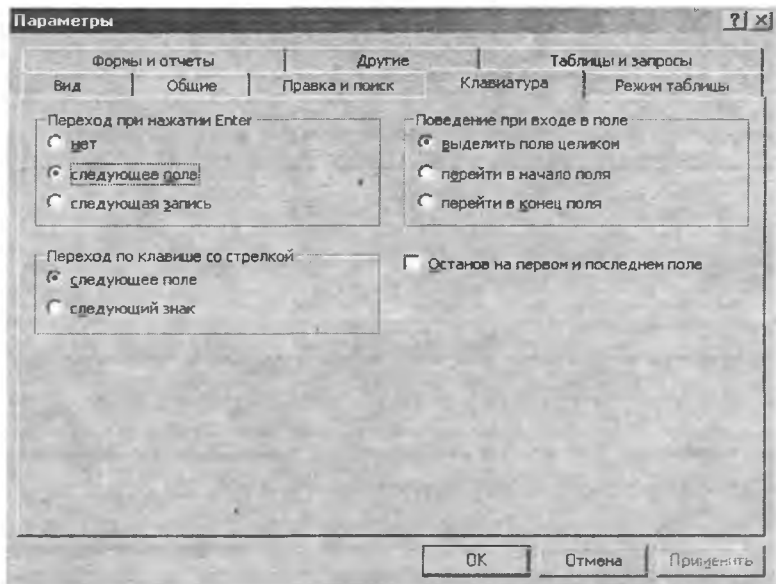 Параметры
Формы и отчеты Другие Таблицы и запросы
Вид Общие Правка и поиск Клавиатура Режим таблицы
Переход при нажатии Enter
нет
следующее поле
следующая запись
Поведение при входе в поле
выделить поле целиком
перейти в начало поля
перейти в конец поля
Переход по клавише со стрелкой
следующее поле
следующий знак
Останов на первом и последнем поле
ОК Отмена Применить